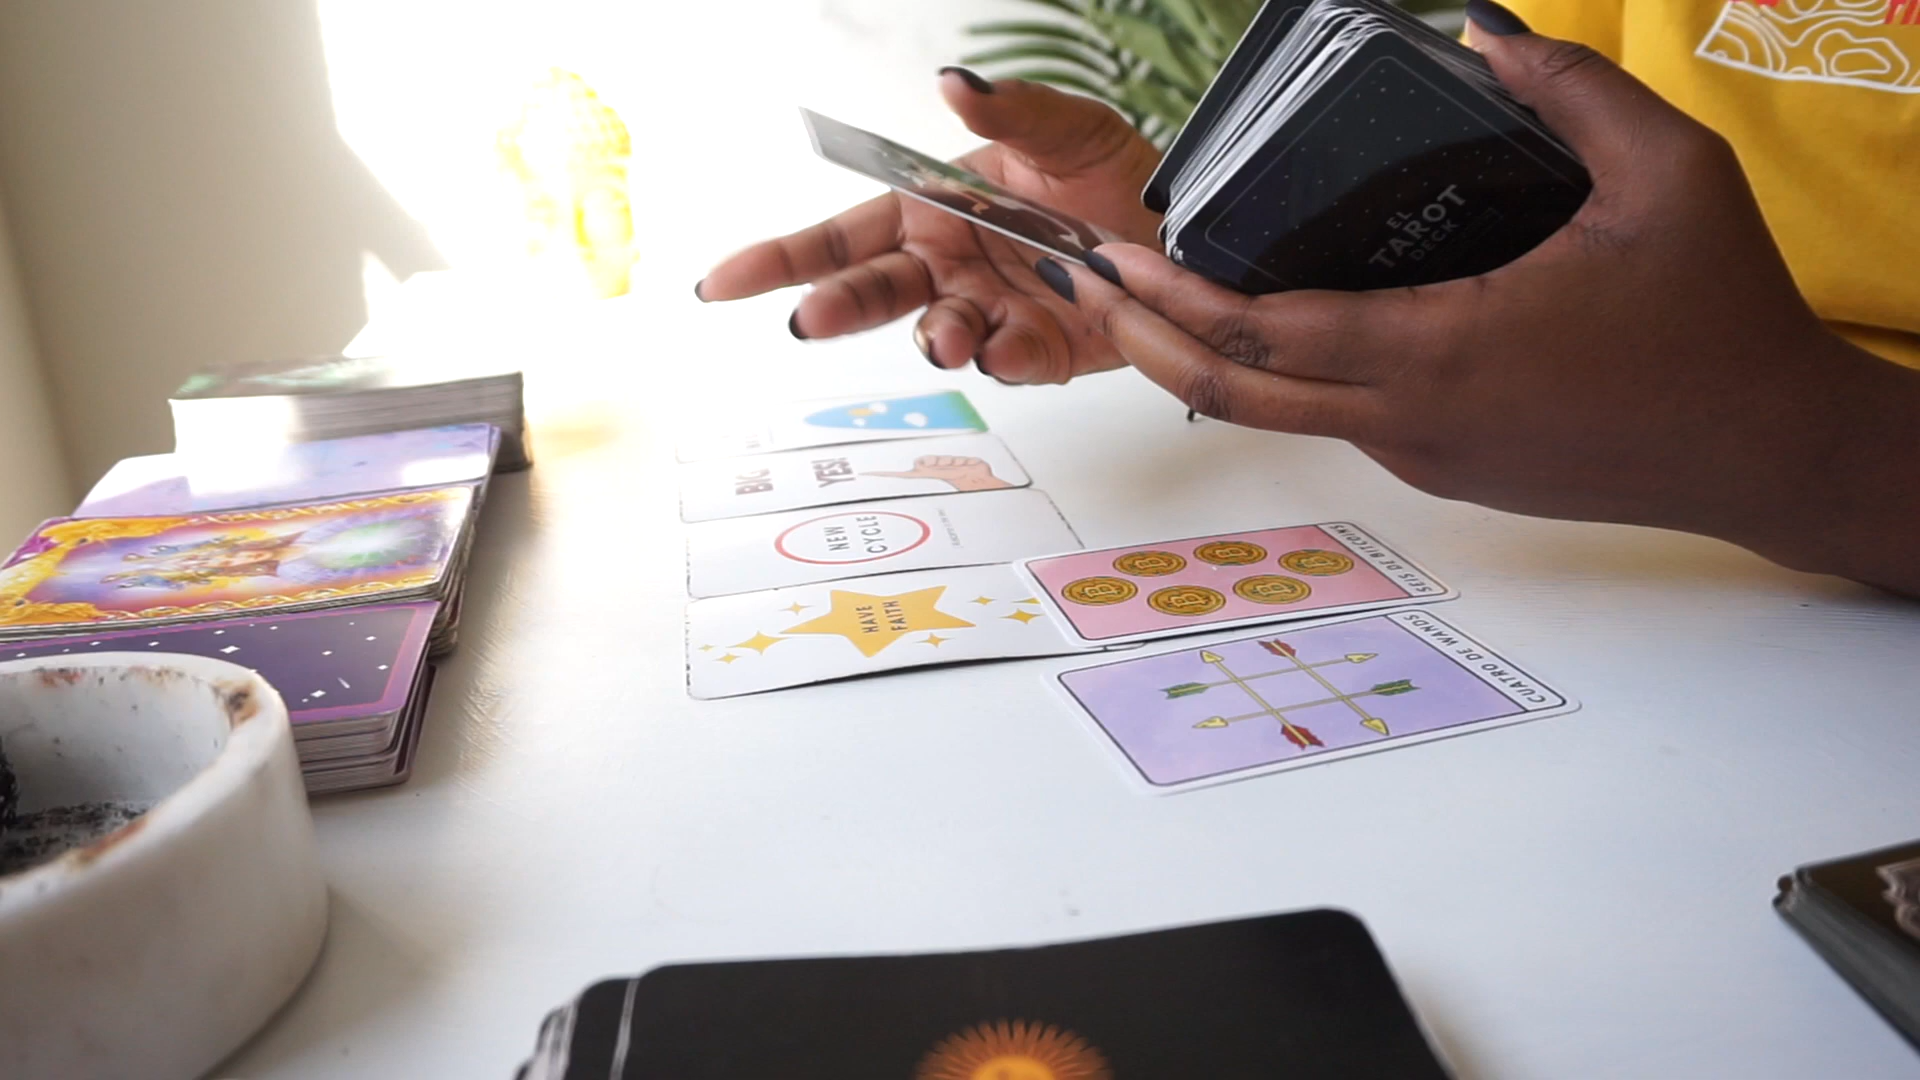 EL
TAROT
DECK
BIG
YES!
NEW
CYCLE
HAVE
FAITH
SEIS DE BITCOINS
CUATRO DE WANDS